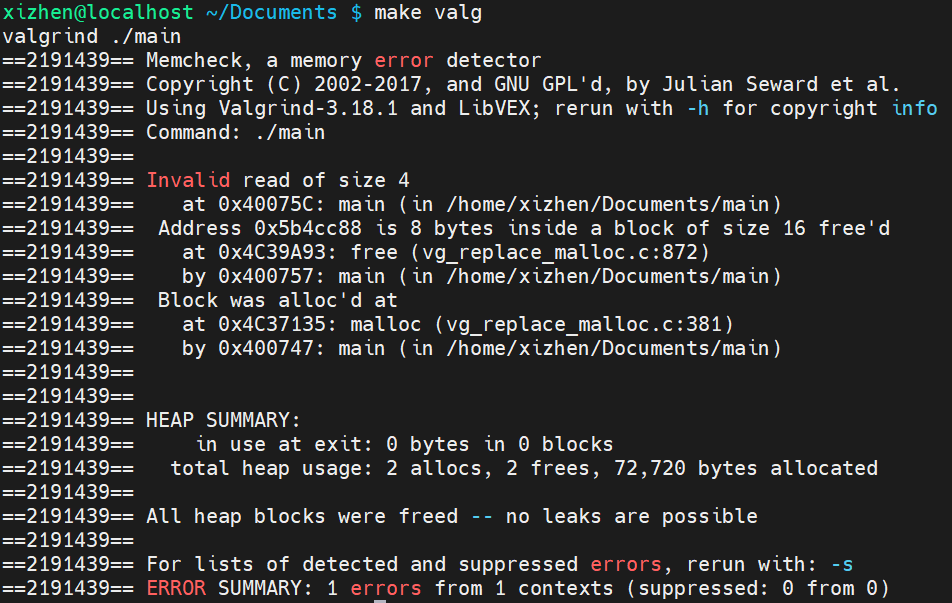 xizhen@localhost ~/Documents $ make valg
valgrind ./main
==2191439== Memcheck, a memory error detector
==2191439== Copyright (C) 2002-2017, and GNU GPL'd, by Julian Seward et al.
==2191439== Using Valgrind-3.18.1 and LibVEX; rerun with -h for copyright info
==2191439== Command: ./main
==2191439==
==2191439== Invalid read of size 4
==2191439==    at 0x40075C: main (in /home/xizhen/Documents/main)
==2191439==  Address 0x5b4cc88 is 8 bytes inside a block of size 16 free'd
==2191439==    at 0x4C39A93: free (vg_replace_malloc.c:872)
==2191439==    by 0x400757: main (in /home/xizhen/Documents/main)
==2191439==  Block was alloc'd at
==2191439==    at 0x4C37135: malloc (vg_replace_malloc.c:381)
==2191439==    by 0x400747: main (in /home/xizhen/Documents/main)
==2191439==
==2191439==
==2191439== HEAP SUMMARY:
==2191439==     in use at exit: 0 bytes in 0 blocks
==2191439==   total heap usage: 2 allocs, 2 frees, 72,720 bytes allocated
==2191439==
==2191439== All heap blocks were freed -- no leaks are possible
==2191439==
==2191439== For lists of detected and suppressed errors, rerun with: -s
==2191439== ERROR SUMMARY: 1 errors from 1 contexts (suppressed: 0 from 0)